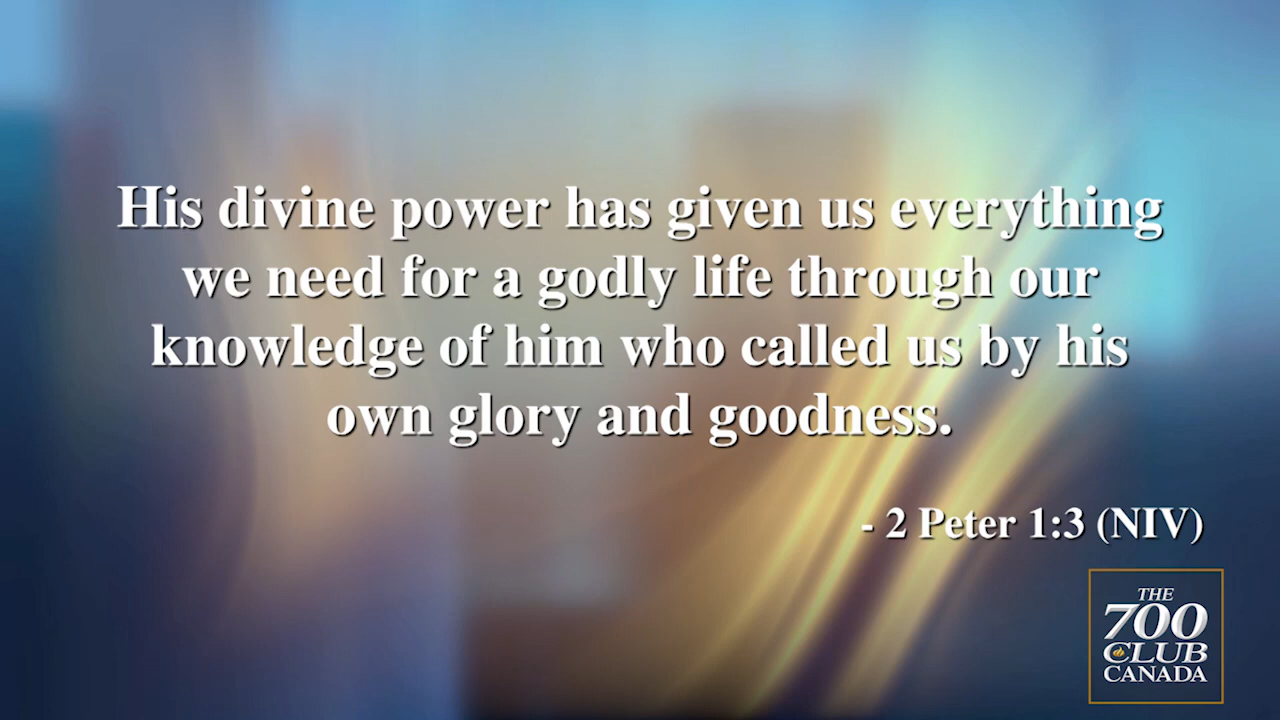 His divine power has given us everything
we need for a godly life through our
knowledge of him who called us by his
own glory and goodness.
- 2 Peter 1:3 (NIV)
THE
700
CLUB
CANADA